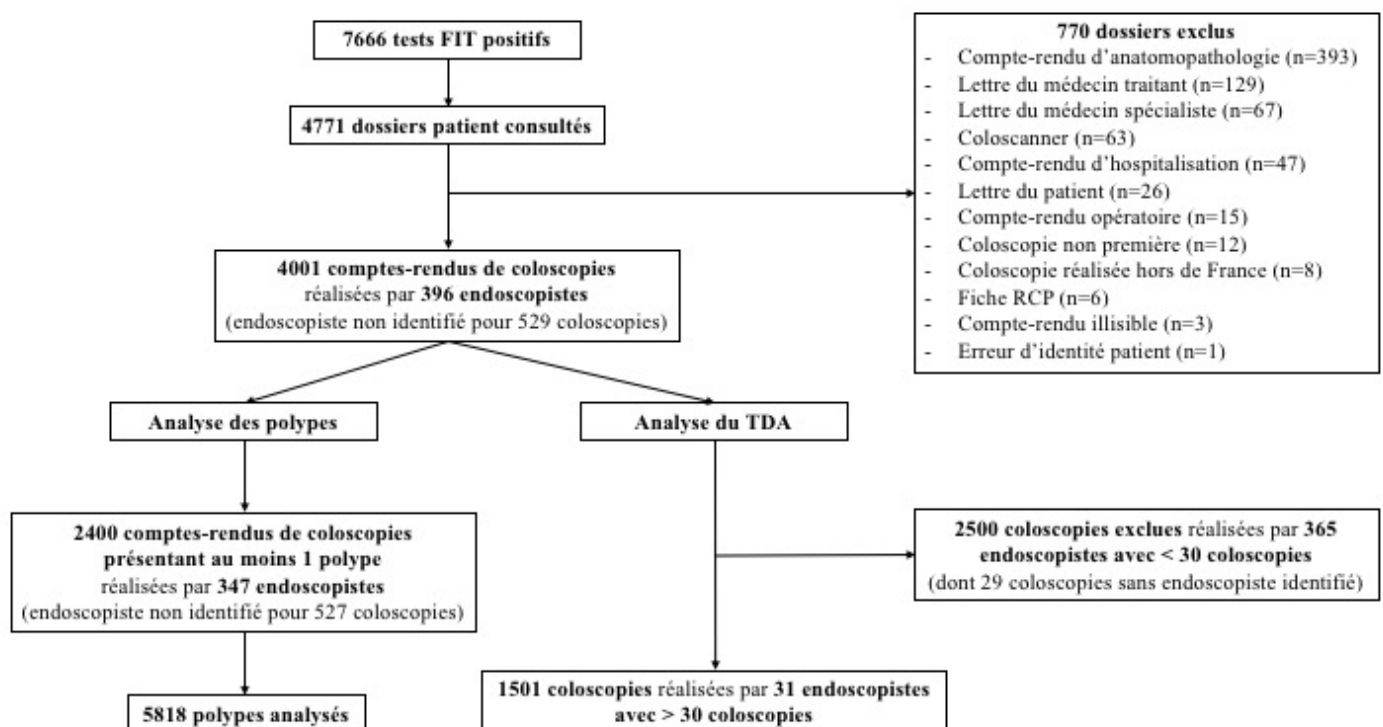 7666 tests FIT positifs
4771 dossiers patient consultés
770 dossiers exclus
- Compte-rendu d'anatomopathologie (n=393)
- Lettre du médecin traitant (n=129)
- Lettre du médecin spécialiste (n=67)
- Coloscanner (n=63)
- Compte-rendu d'hospitalisation (n=47)
- Lettre du patient (n=26)
- Compte-rendu opératoire (n=15)
- Coloscopie non première (n=12)
- Coloscopie réalisée hors de France (n=8)
- Fiche RCP (n=6)
- Compte-rendu illisible (n=3)
- Erreur d'identité patient (n=1)
4001 comptes-rendus de coloscopies
réalisées par 396 endoscopistes
(endoscopiste non identifié pour 529 coloscopies)
Analyse des polypes
Analyse du TDA
2400 comptes-rendus de coloscopies
présentant au moins 1 polype
réalisées par 347 endoscopistes
(endoscopiste non identifié pour 527 coloscopies)
2500 coloscopies exclues réalisées par 365
endoscopistes avec < 30 coloscopies
(dont 29 coloscopies sans endoscopiste identifié)
5818 polypes analysés
1501 coloscopies réalisées par 31 endoscopistes
avec > 30 coloscopies